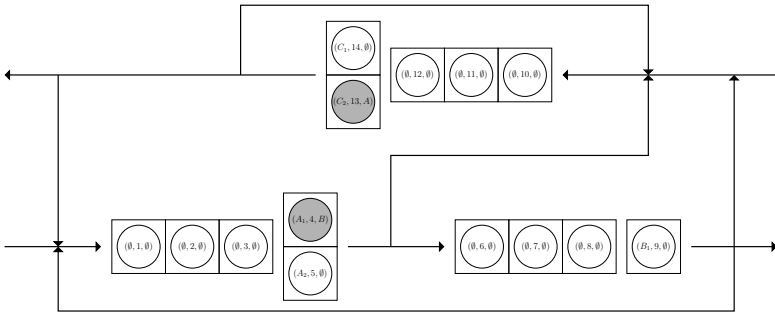 (C₁, 14, ∅)
(∅, 12, ∅) (∅, 11, ∅) (∅, 10, ∅)
(C₂, 13, A)
(A₁, 4, B)
(∅, 1, ∅) (∅, 2, ∅) (∅, 3, ∅) (∅, 6, ∅) (∅, 7, ∅) (∅, 8, ∅) (B₁, 9, ∅)
(A₂, 5, ∅)